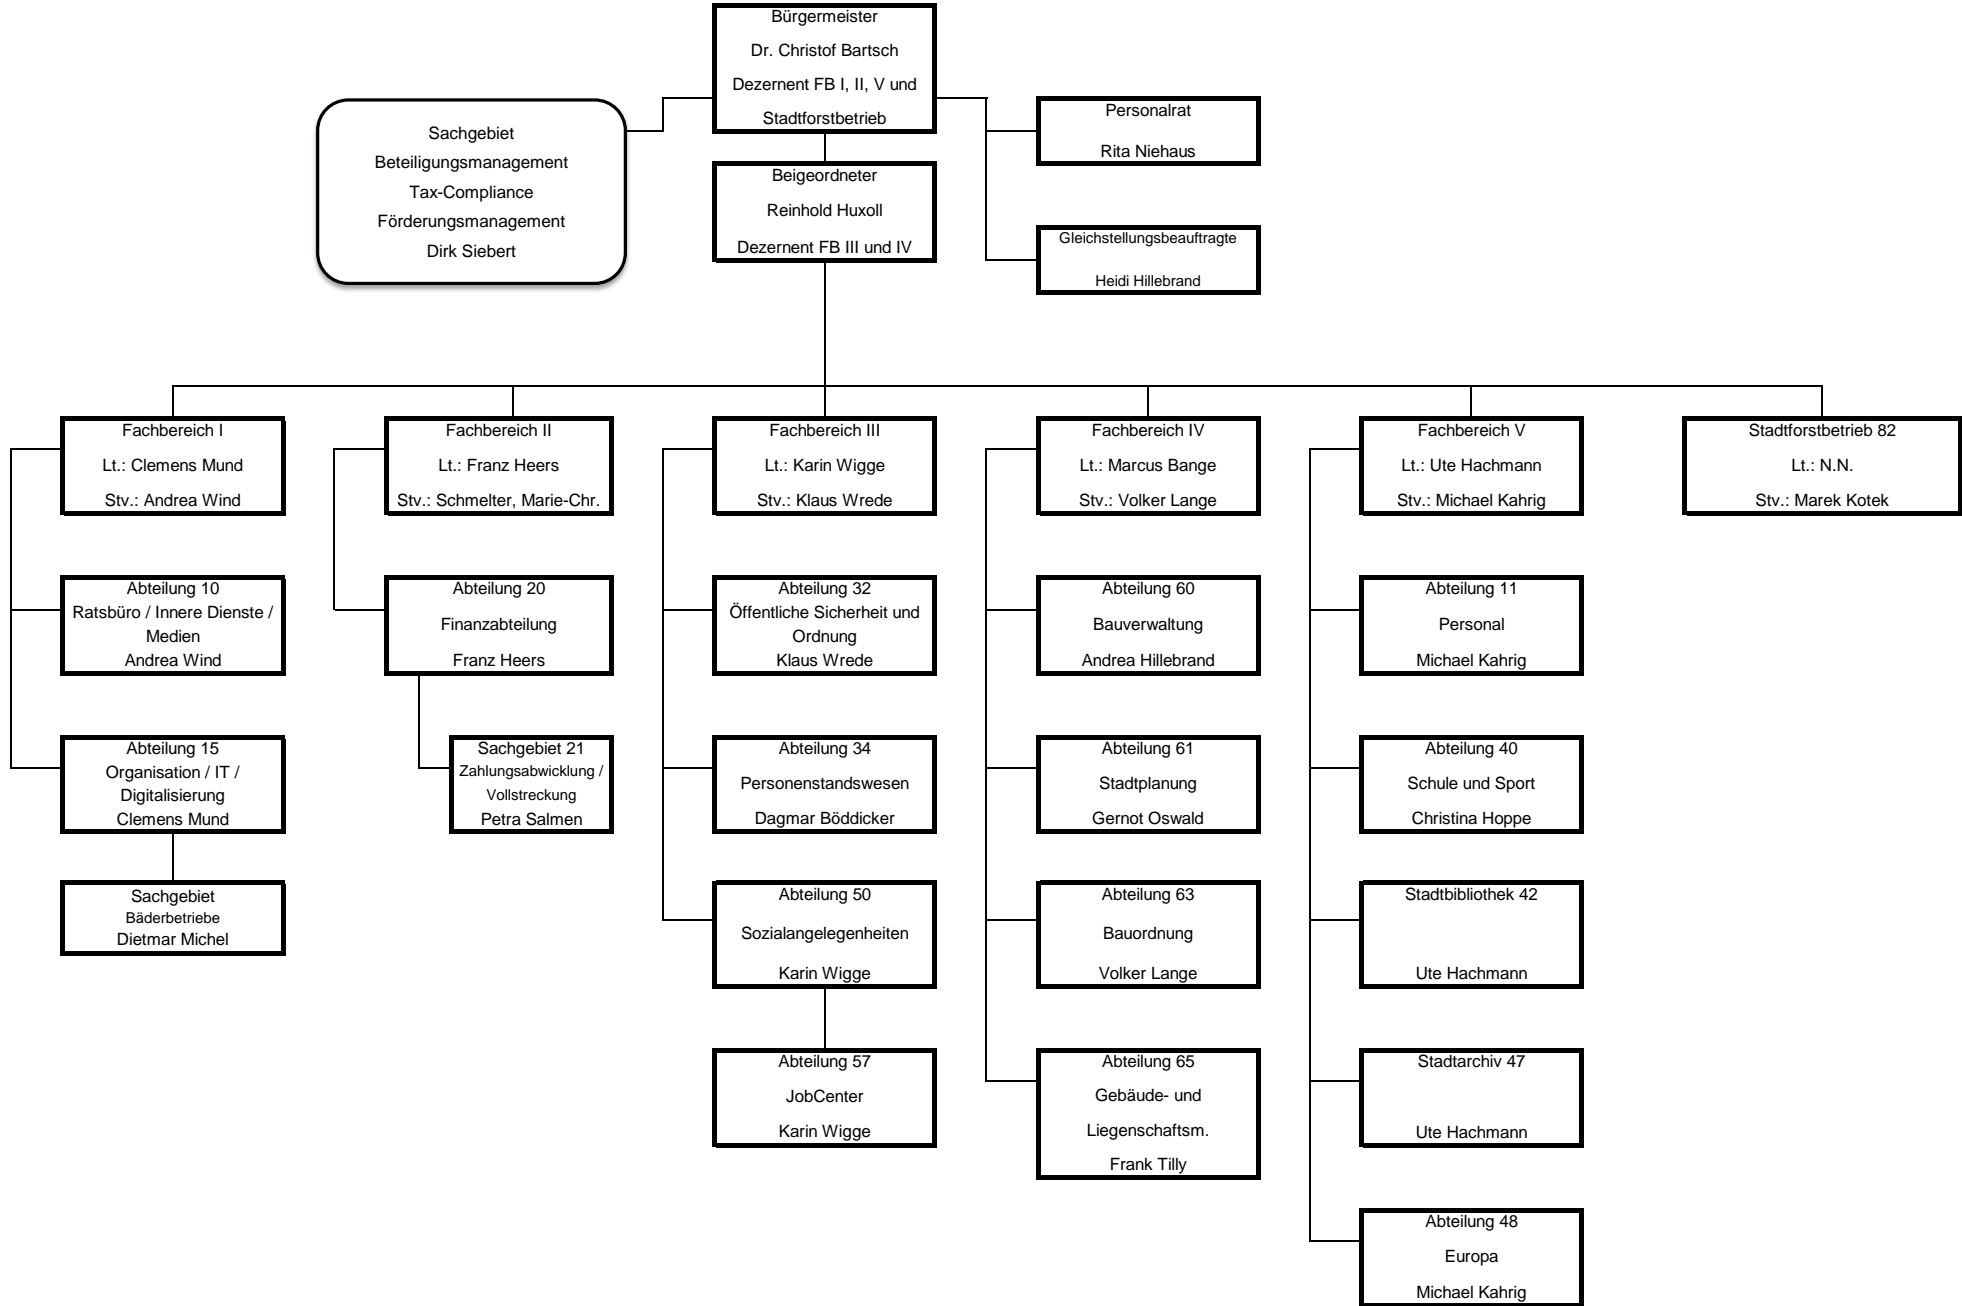 Bürgermeister
Dr. Christof Bartsch
Dezernent FB I, II, V und
Stadtforstbetrieb
Sachgebiet
Beteiligungsmanagement
Tax-Compliance
Förderungsmanagement
Dirk Siebert
Personalrat
Rita Niehaus
Beigeordneter
Reinhold Huxoll
Dezernent FB III und IV
Gleichstellungsbeauftragte
Heidi Hillebrand
Fachbereich I
Lt.: Clemens Mund
Stv.: Andrea Wind
Abteilung 10
Ratsbüro / Innere Dienste /
Medien
Andrea Wind
Abteilung 15
Organisation / IT /
Digitalisierung
Clemens Mund
Sachgebiet
Bäderbetriebe
Dietmar Michel
Fachbereich II
Lt.: Franz Heers
Stv.: Schmelter, Marie-Chr.
Abteilung 20
Finanzabteilung
Franz Heers
Sachgebiet 21
Zahlungsabwicklung /
Vollstreckung
Petra Salmen
Fachbereich III
Lt.: Karin Wigge
Stv.: Klaus Wrede
Abteilung 32
Öffentliche Sicherheit und
Ordnung
Klaus Wrede
Abteilung 34
Personenstandswesen
Dagmar Böddicker
Abteilung 50
Sozialangelegenheiten
Karin Wigge
Abteilung 57
JobCenter
Karin Wigge
Fachbereich IV
Lt.: Marcus Bange
Stv.: Volker Lange
Abteilung 60
Bauverwaltung
Andrea Hillebrand
Abteilung 61
Stadtplanung
Gernot Oswald
Abteilung 63
Bauordnung
Volker Lange
Abteilung 65
Gebäude- und
Liegenschaftsm.
Frank Tilly
Fachbereich V
Lt.: Ute Hachmann
Stv.: Michael Kahrig
Abteilung 11
Personal
Michael Kahrig
Abteilung 40
Schule und Sport
Christina Hoppe
Stadtbibliothek 42
Ute Hachmann
Stadtarchiv 47
Ute Hachmann
Abteilung 48
Europa
Michael Kahrig
Stadtforstbetrieb 82
Lt.: N.N.
Stv.: Marek Kotek